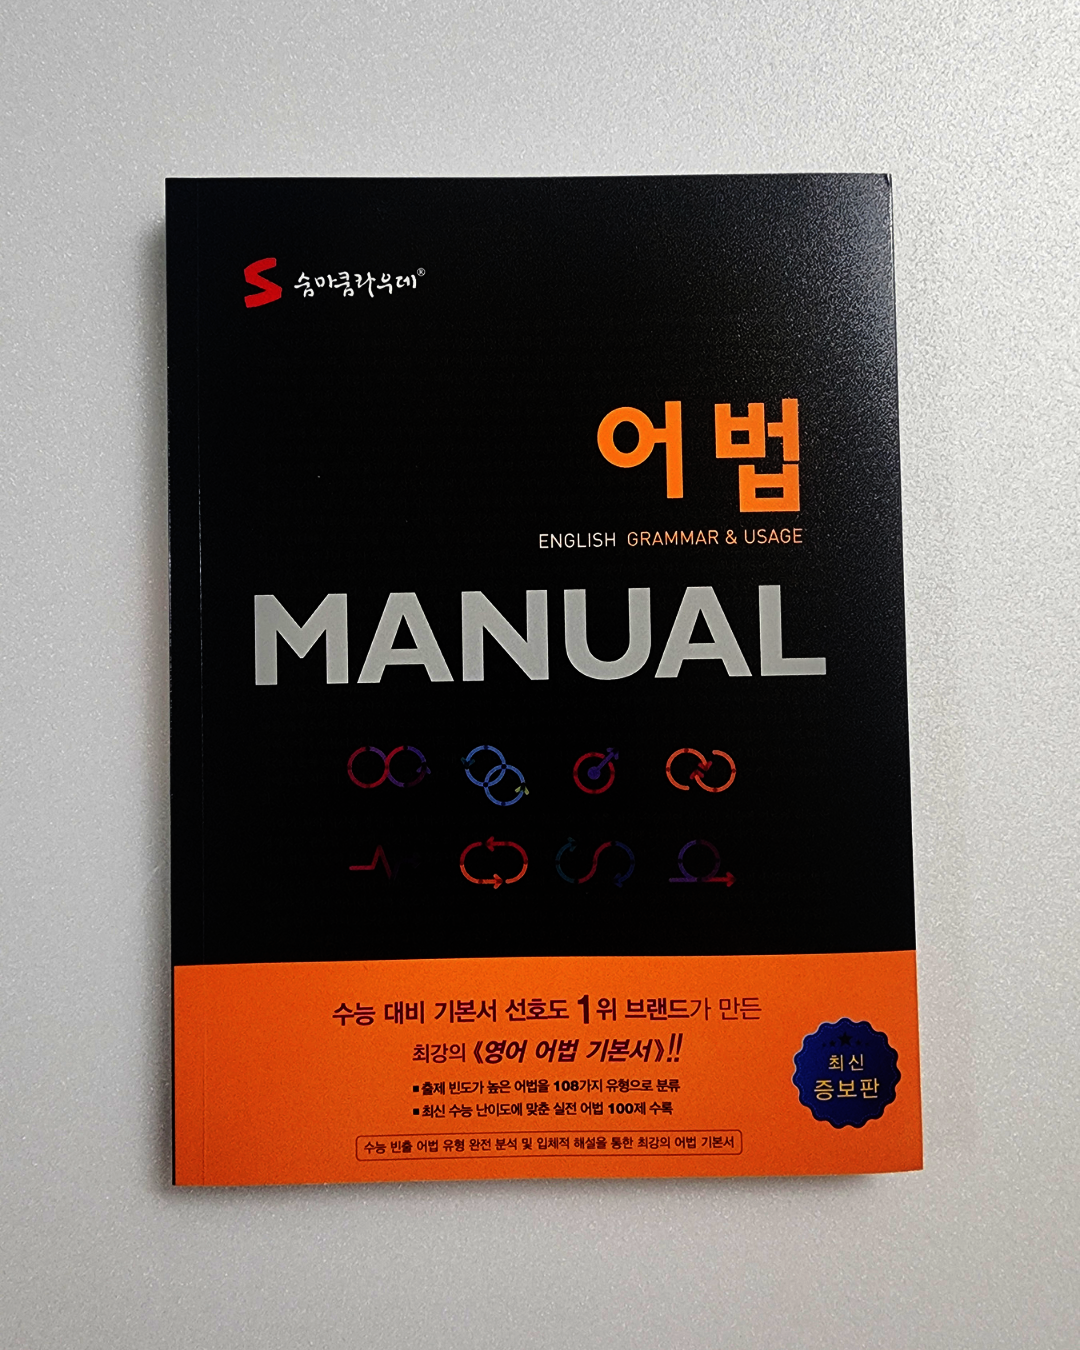 S 숨마쿰라우데®
어법
ENGLISH GRAMMAR & USAGE
MANUAL
수능 대비 기본서 선호도 1위 브랜드가 만든
최강의 《영어 어법 기본서》!!
■ 출제 빈도가 높은 어법을 108가지 유형으로 분류
■ 최신 수능 난이도에 맞춘 실전 어법 100제 수록
수능 빈출 어법 유형 완전 분석 및 입체적 해설을 통한 최강의 어법 기본서
최신
증보판